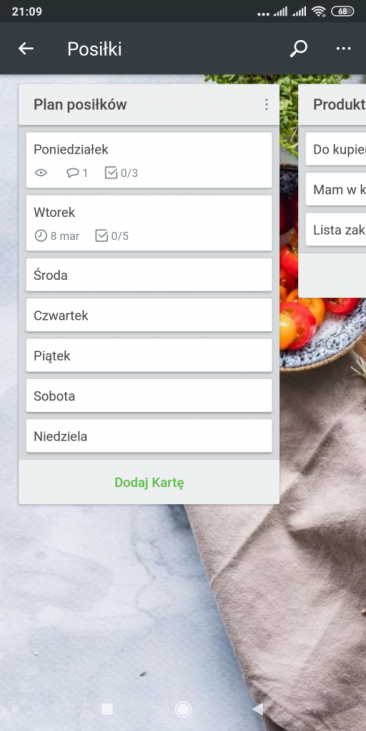 21:09
68
Posiłki
Plan posiłków
Poniedziałek
1
0/3
Wtorek
8 mar
0/5
Środa
Czwartek
Piątek
Sobota
Niedziela
Dodaj Kartę
Produkt
Do kupie
Mam w k
Lista zak